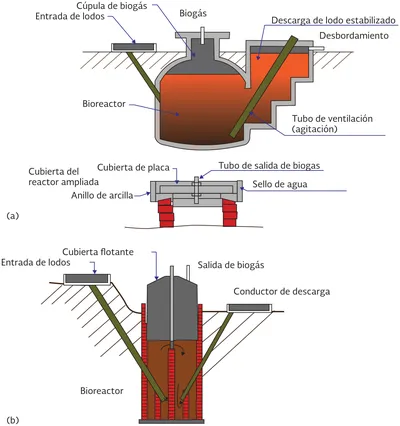 Cúpula de biogás
Entrada de lodos
Biogás
Descarga de lodo estabilizado
Desbordamiento
Bioreactor
Tubo de ventilación
(agitación)
Cubierta del
reactor ampliada
Cubierta de placa
Tubo de salida de biogas
Sello de agua
Anillo de arcilla
(a)
Cubierta flotante
Entrada de lodos
Salida de biogás
Conductor de descarga
Bioreactor
(b)